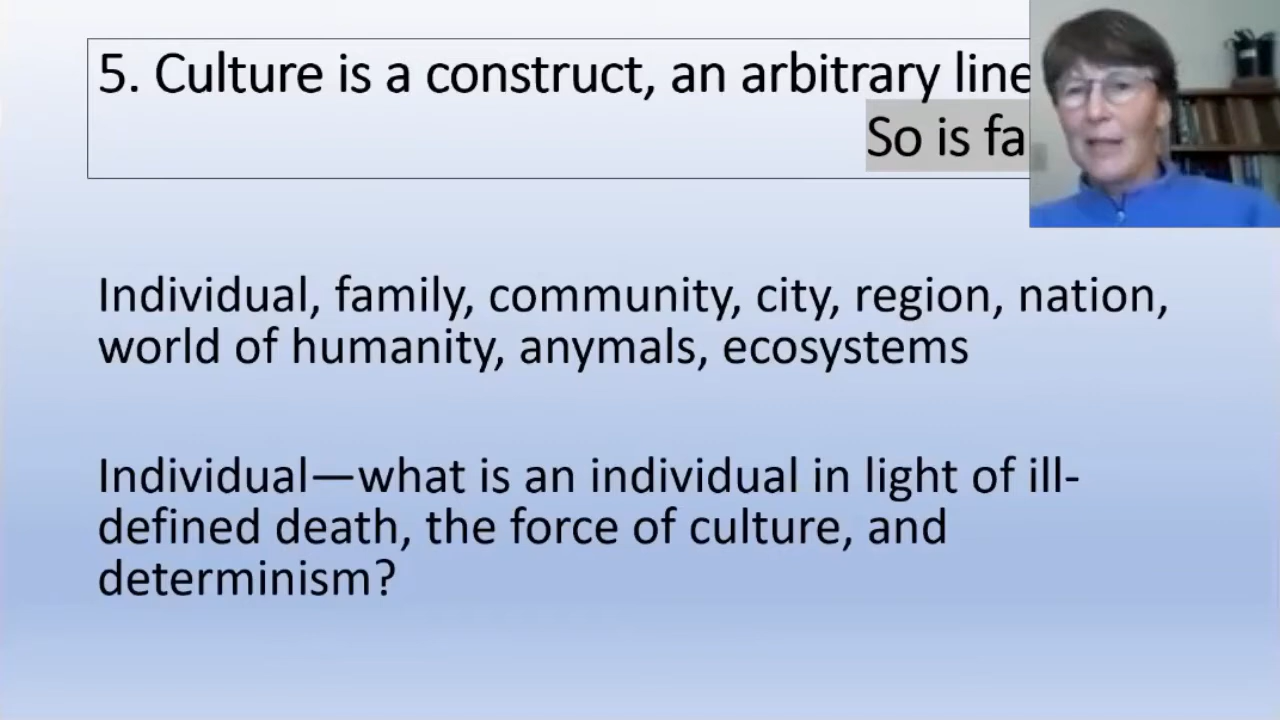 5. Culture is a construct, an arbitrary line
So is fa
Individual, family, community, city, region, nation,
world of humanity, anymals, ecosystems
Individual—what is an individual in light of ill-
defined death, the force of culture, and
determinism?